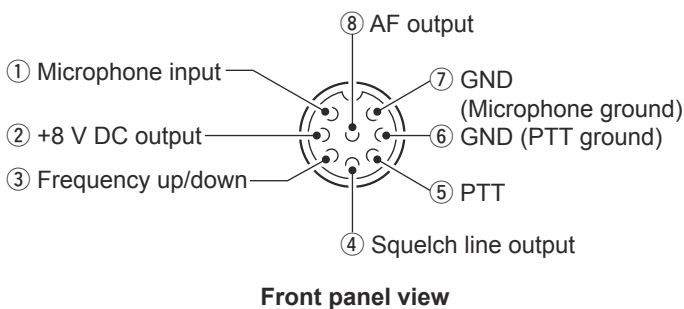 ⑧ AF output
① Microphone input
⑦ GND
(Microphone ground)
② +8 V DC output
⑥ GND (PTT ground)
③ Frequency up/down
⑤ PTT
④ Squelch line output
Front panel view